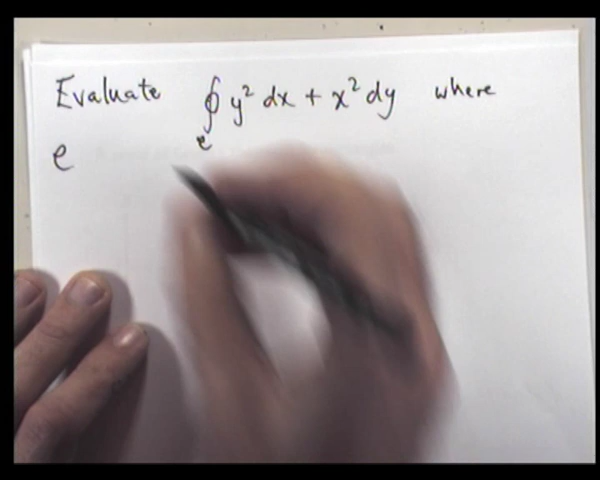 Evaluate ∮ y² dx + x² dy where
C
C